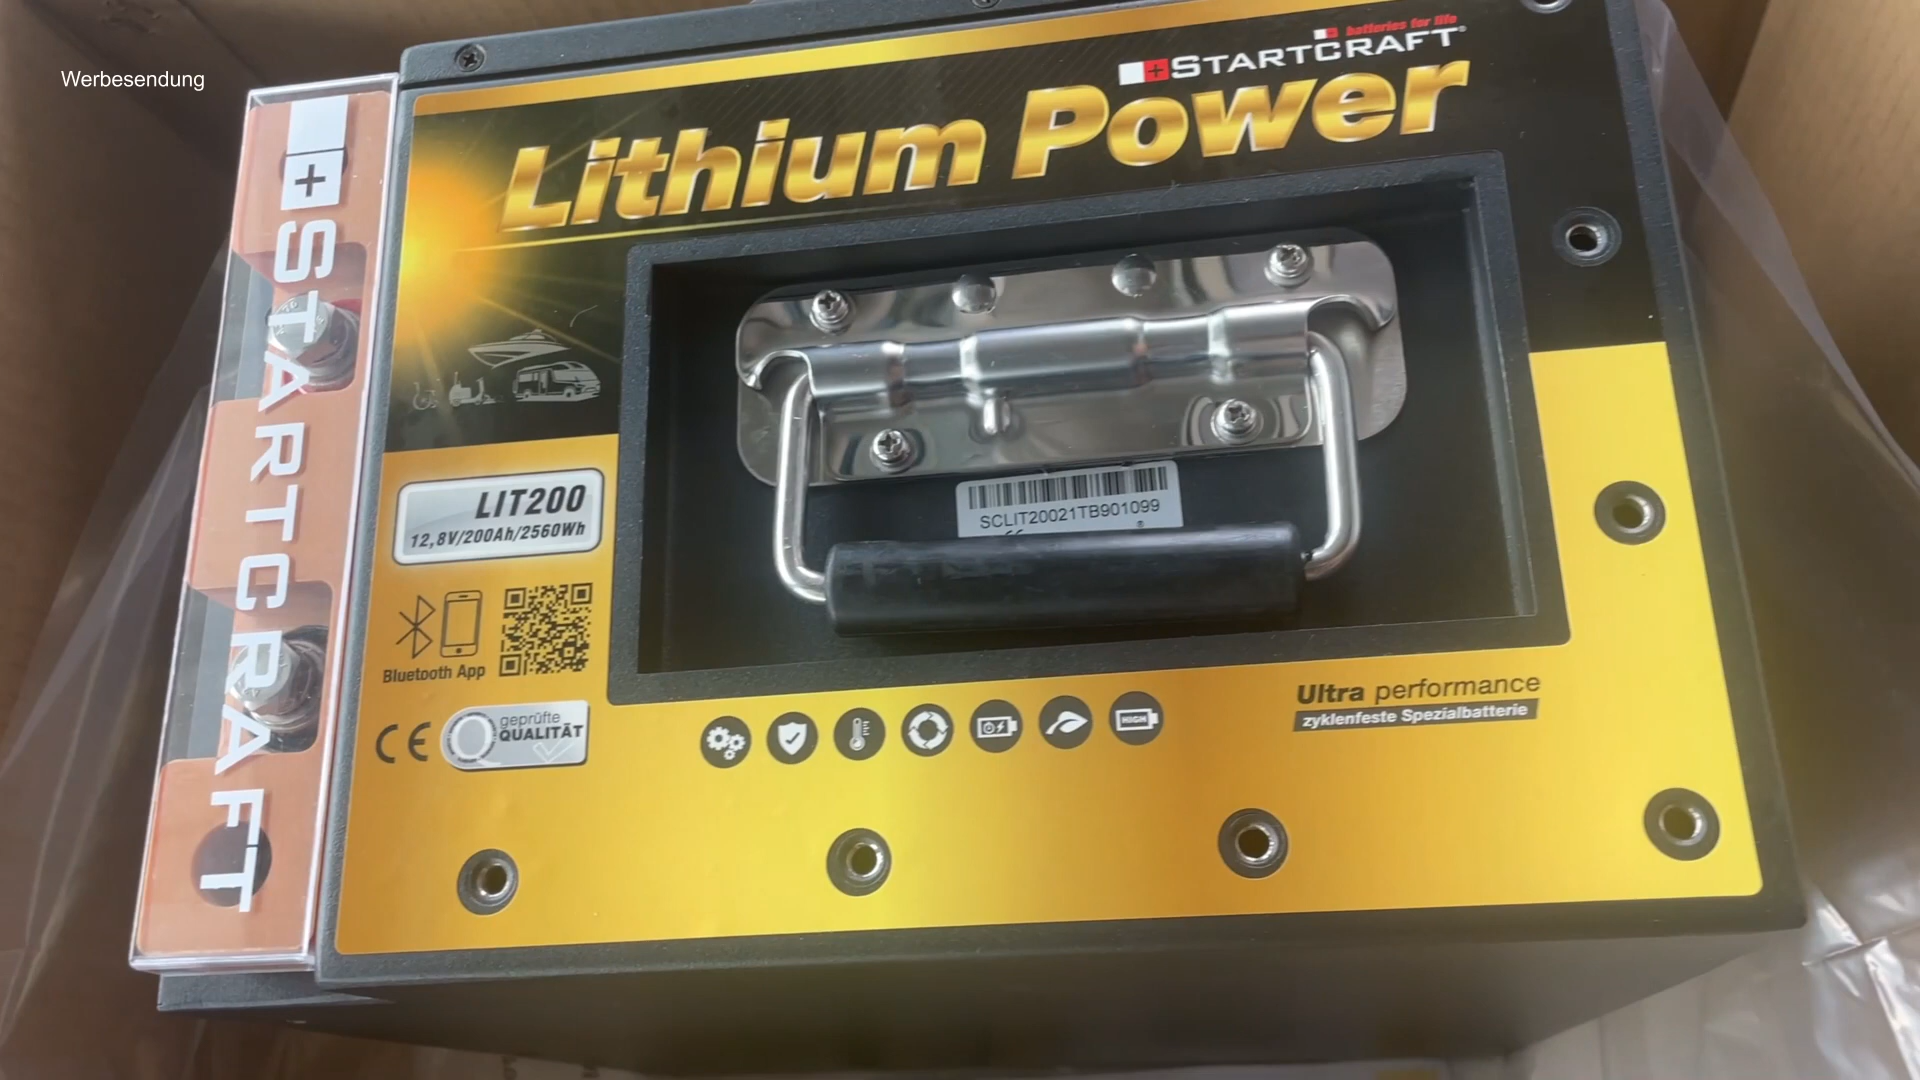 Werbesendung
batteries for life
STARTCRAFT®
Lithium Power
STARTCRAFT
LIT200
12,8V/200Ah/2560Wh
SCLIT20021TB901099
Bluetooth App
CE
geprüfte
QUALITÄT
HIGH
Ultra performance
zyklenfeste Spezialbatterie